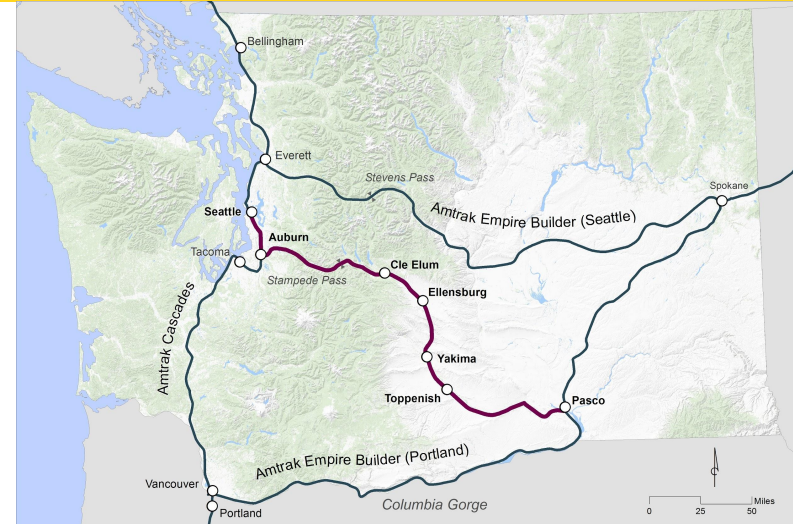 Bellingham
Everett
Stevens Pass
Spokane
Seattle
Amtrak Empire Builder (Seattle)
Auburn
Tacoma
Cle Elum
Stampede Pass
Ellensburg
Amtrak Cascades
Yakima
Toppenish
Pasco
Amtrak Empire Builder (Portland)
Vancouver
Columbia Gorge
Portland
Miles
0 25 50